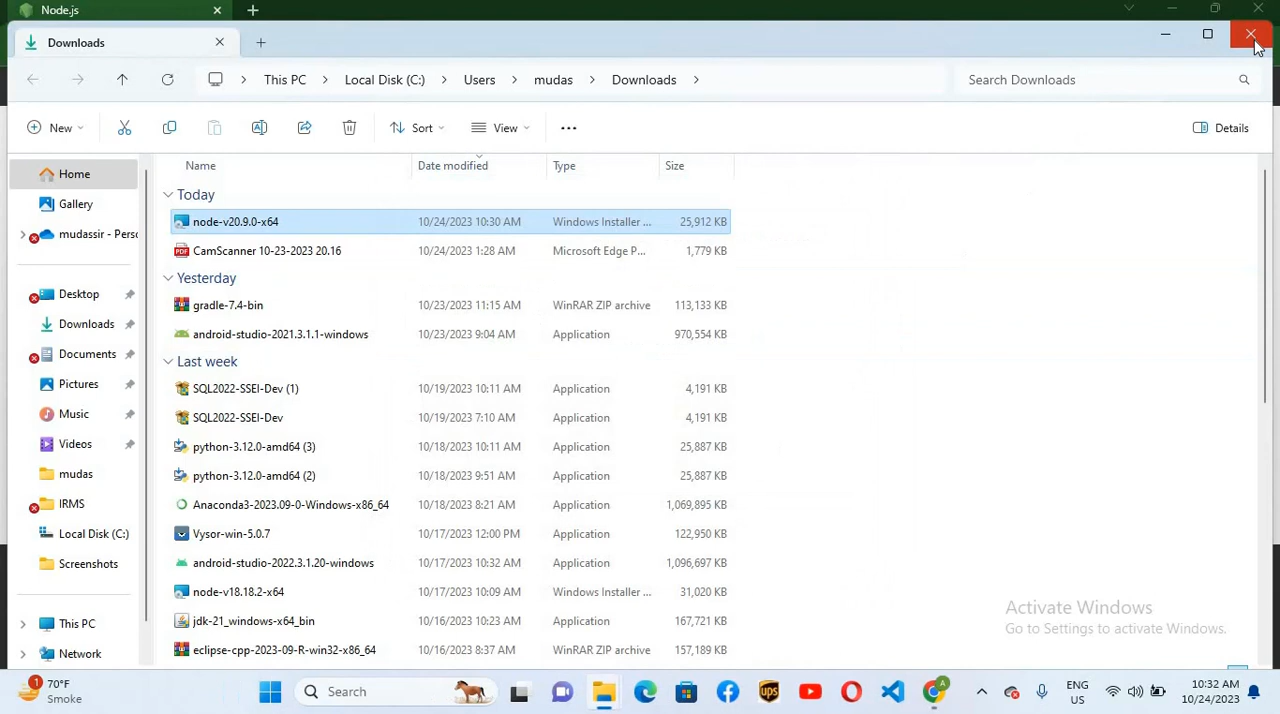 Node.js
Downloads
This PC Local Disk (C:) Users mudas Downloads Search Downloads
New Sort View Details
Name Date modified Type Size
Home
Gallery
mudassir - Perso
Desktop
Downloads
Documents
Pictures
Music
Videos
mudas
IRMS
Local Disk (C:)
Screenshots
This PC
Network
Today
node-v20.9.0-x64 10/24/2023 10:30 AM Windows Installer ... 25,912 KB
PDF CamScanner 10-23-2023 20.16 10/24/2023 1:28 AM Microsoft Edge P... 1,779 KB
Yesterday
gradle-7.4-bin 10/23/2023 11:15 AM WinRAR ZIP archive 113,133 KB
android-studio-2021.3.1.1-windows 10/23/2023 9:04 AM Application 970,554 KB
Last week
SQL2022-SSEI-Dev (1) 10/19/2023 10:11 AM Application 4,191 KB
SQL2022-SSEI-Dev 10/19/2023 7:10 AM Application 4,191 KB
python-3.12.0-amd64 (3) 10/18/2023 10:11 AM Application 25,887 KB
python-3.12.0-amd64 (2) 10/18/2023 9:51 AM Application 25,887 KB
Anaconda3-2023.09-0-Windows-x86_64 10/18/2023 8:21 AM Application 1,069,895 KB
Vysor-win-5.0.7 10/17/2023 12:00 PM Application 122,950 KB
android-studio-2022.3.1.20-windows 10/17/2023 10:32 AM Application 1,096,697 KB
node-v18.18.2-x64 10/17/2023 10:09 AM Windows Installer ... 31,020 KB
jdk-21_windows-x64_bin 10/16/2023 10:23 AM Application 167,721 KB
eclipse-cpp-2023-09-R-win32-x86_64 10/16/2023 8:37 AM WinRAR ZIP archive 157,189 KB
Activate Windows
Go to Settings to activate Windows.
1 70°F
Smoke
Search
ups
A
ENG
US
10:32 AM
10/24/2023